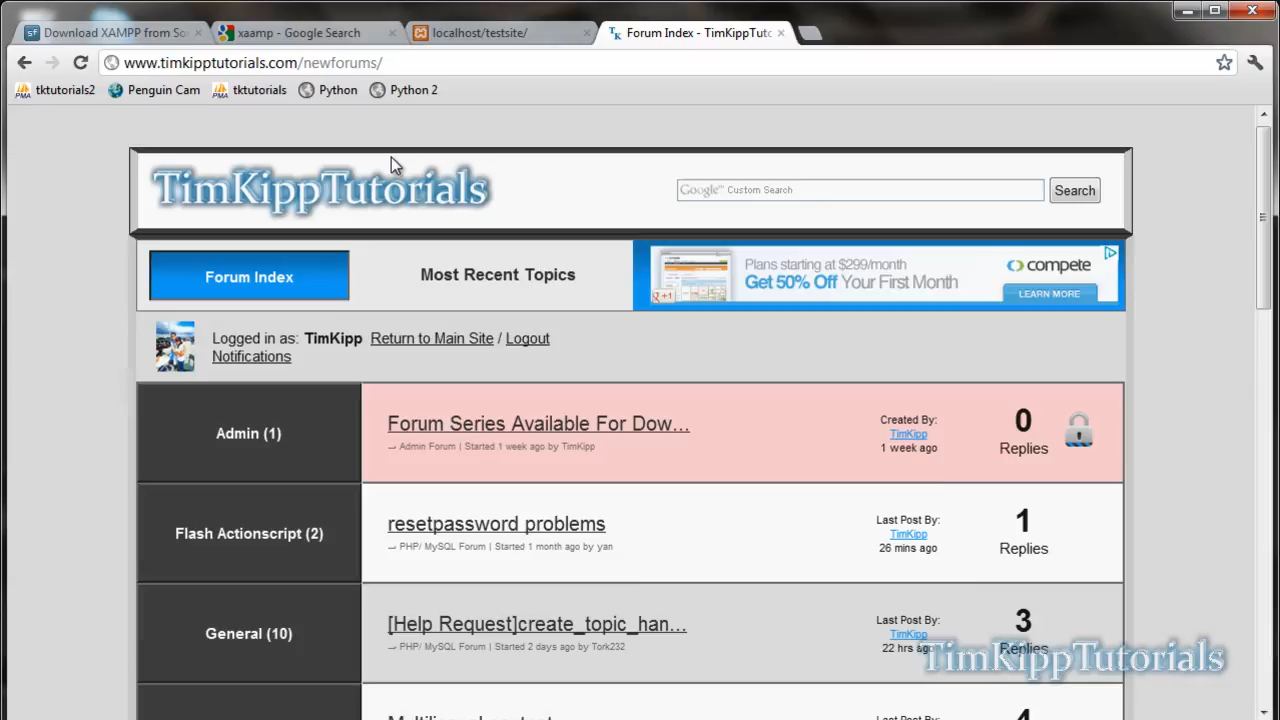 Download XAMPP from So
xaamp - Google Search
localhost/testsite/
Forum Index - TimKippTutc
www.timkipptutorials.com/newforums/
tktutorials2
Penguin Cam
tktutorials
Python
Python 2
TimKippTutorials
Google™ Custom Search
Search
Forum Index
Most Recent Topics
Plans starting at $299/month
Get 50% Off Your First Month
compete
LEARN MORE
g +1
Logged in as: TimKipp Return to Main Site / Logout
Notifications
Admin (1)
Forum Series Available For Dow...
Admin Forum | Started 1 week ago by TimKipp
Created By:
TimKipp
1 week ago
0
Replies
Flash Actionscript (2)
resetpassword problems
PHP/ MySQL Forum | Started 1 month ago by yan
Last Post By:
TimKipp
26 mins ago
1
Replies
General (10)
[Help Request]create_topic_han...
PHP/ MySQL Forum | Started 2 days ago by Tork232
Last Post By:
TimKipp
22 hrs ago
3
Replies
TimKippTutorials